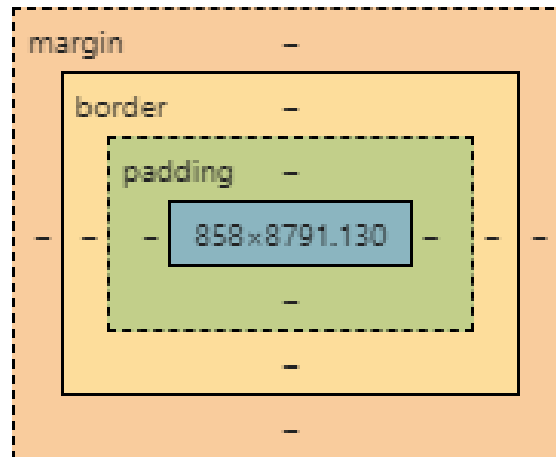 margin –
border –
padding –
– – – 858×8791.130 – – –
–
–
–